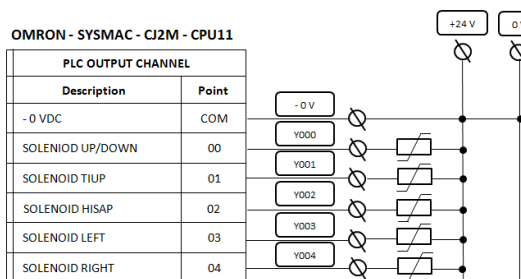 +24 V
0
OMRON - SYSMAC - CJ2M - CPU11
PLC OUTPUT CHANNEL
Description Point
- 0 VDC COM - 0 V
SOLENIOD UP/DOWN 00 Y000
SOLENOID TIUP 01 Y001
SOLENOID HISAP 02 Y002
SOLENOID LEFT 03 Y003
SOLENOID RIGHT 04 Y004